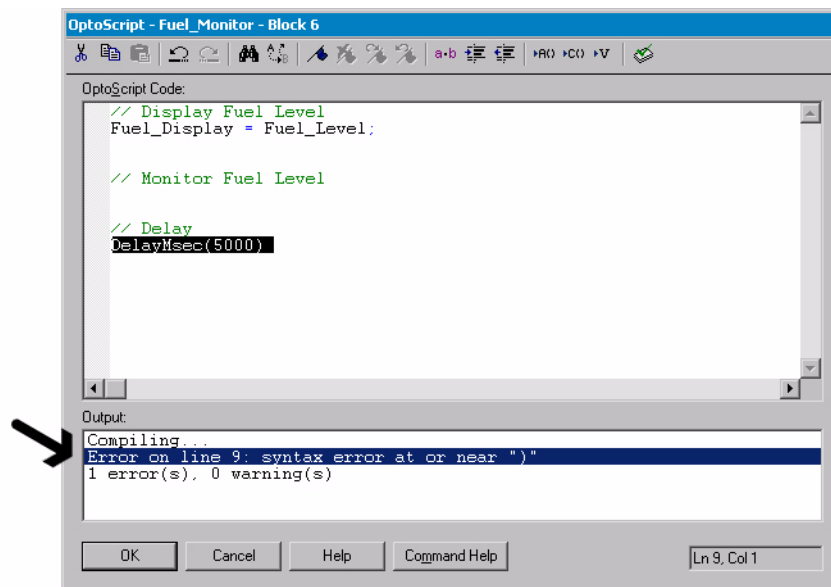 OptoScript - Fuel_Monitor - Block 6
a•b A() C() V
OptoScript Code:
// Display Fuel Level
Fuel_Display = Fuel_Level;
// Monitor Fuel Level
// Delay
DelayMsec(5000)
Output:
Compiling...
Error on line 9: syntax error at or near ")"
1 error(s), 0 warning(s)
OK Cancel Help Command Help Ln 9, Col 1